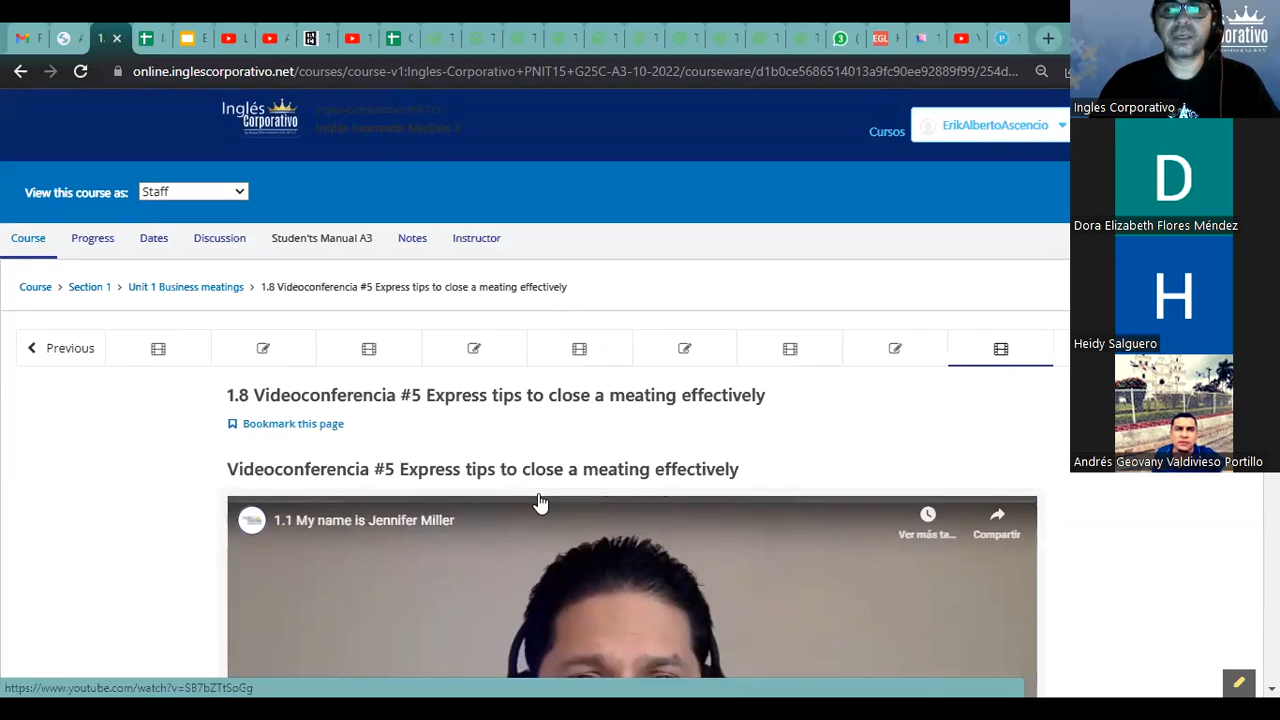 EGL
online.inglescorporativo.net/courses/course-v1:Ingles-Corporativo+PNIT15+G25C-A3-10-2022/courseware/d1b0ce5686514013a9fc90ee92889f99/254d...
Inglés
Corporativo
Cursos
ErikAlbertoAscencio
View this course as:
Staff
Course
Progress
Dates
Discussion
Studen'ts Manual A3
Notes
Instructor
Course > Section 1 > Unit 1 Business meatings > 1.8 Videoconferencia #5 Express tips to close a meating effectively
Previous
1.8 Videoconferencia #5 Express tips to close a meating effectively
Bookmark this page
Videoconferencia #5 Express tips to close a meating effectively
1.1 My name is Jennifer Miller
Ver más ta...
Compartir
https://www.youtube.com/watch?v=SB7bZTtSoGg
Ingles Corporativo
D
Dora Elizabeth Flores Méndez
H
Heidy Salguero
Andrés Geovany Valdivieso Portillo